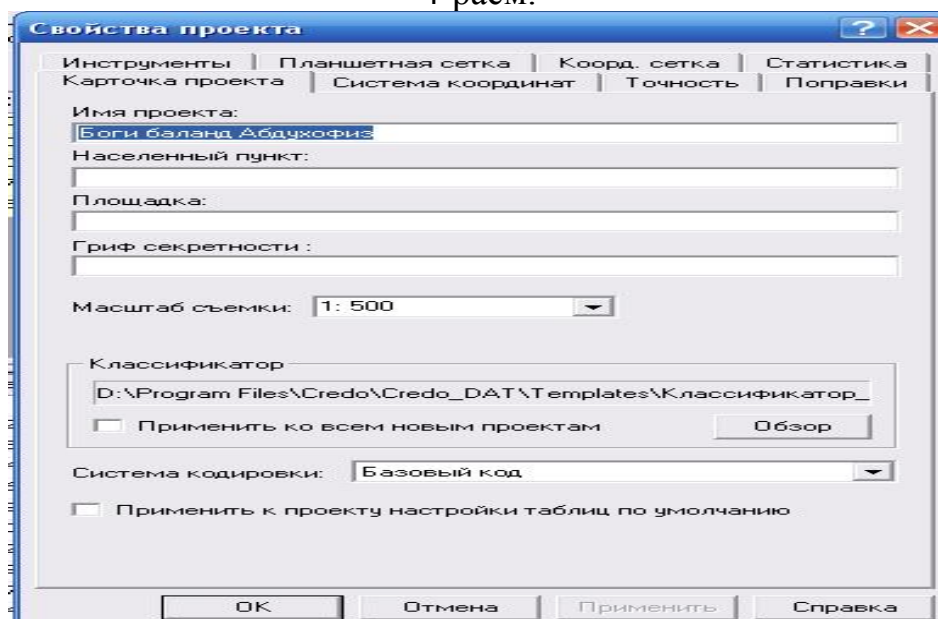 Свойства проекта
Инструменты Планшетная сетка Коорд. сетка Статистика
Карточка проекта Система координат Точность Поправки
Имя проекта:
Боги баланд Абдухофиз
Населенный пункт:
Площадка:
Гриф секретности :
Масштаб съемки: 1: 500
Классификатор
D:\Program Files\Credo\Credo_DAT\Templates\Классификатор_
Применить ко всем новым проектам Обзор
Система кодировки: Базовый код
Применить к проекту настройки таблиц по умолчанию
OK Отмена Применить Справка